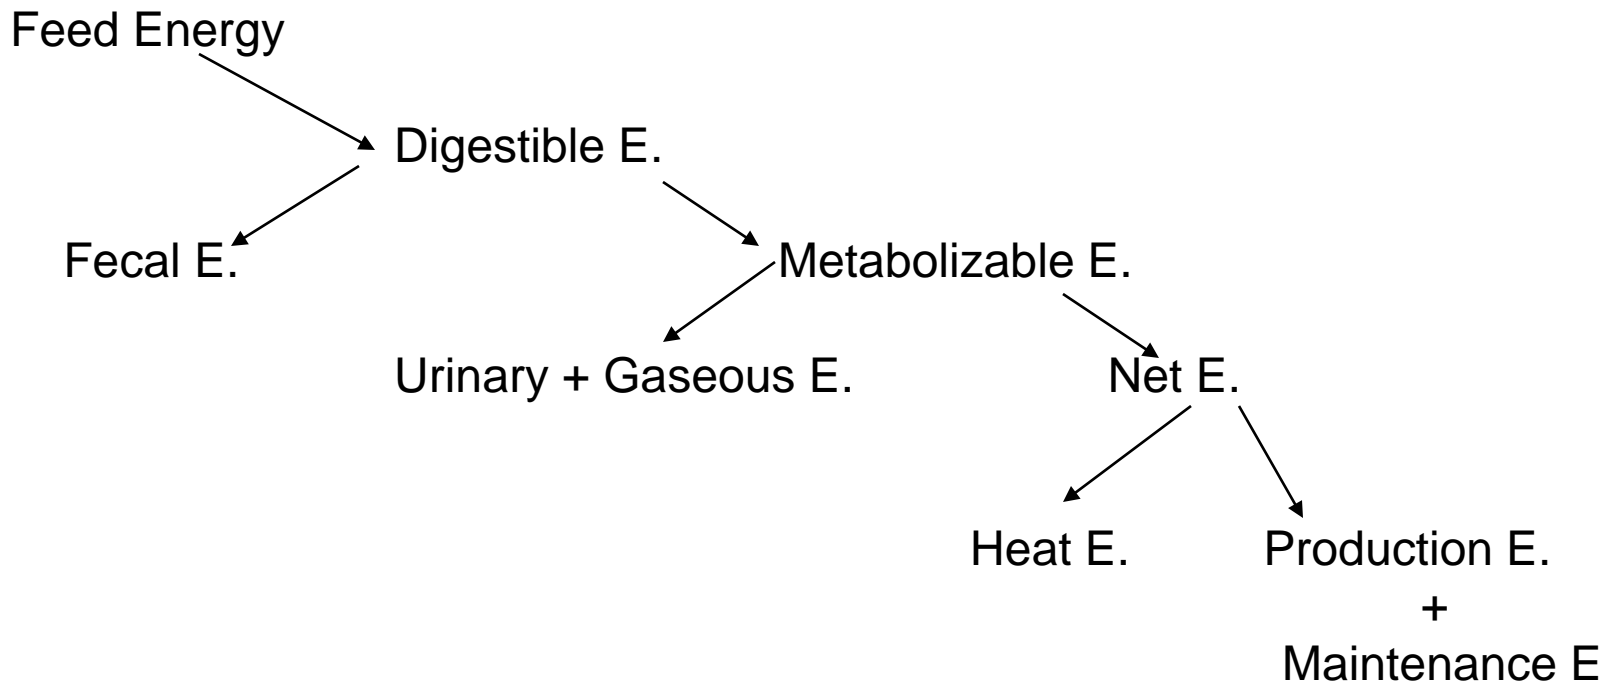 Feed Energy
Digestible E.
Fecal E.
Metabolizable E.
Urinary + Gaseous E.
Net E.
Heat E.
Production E.
+
Maintenance E